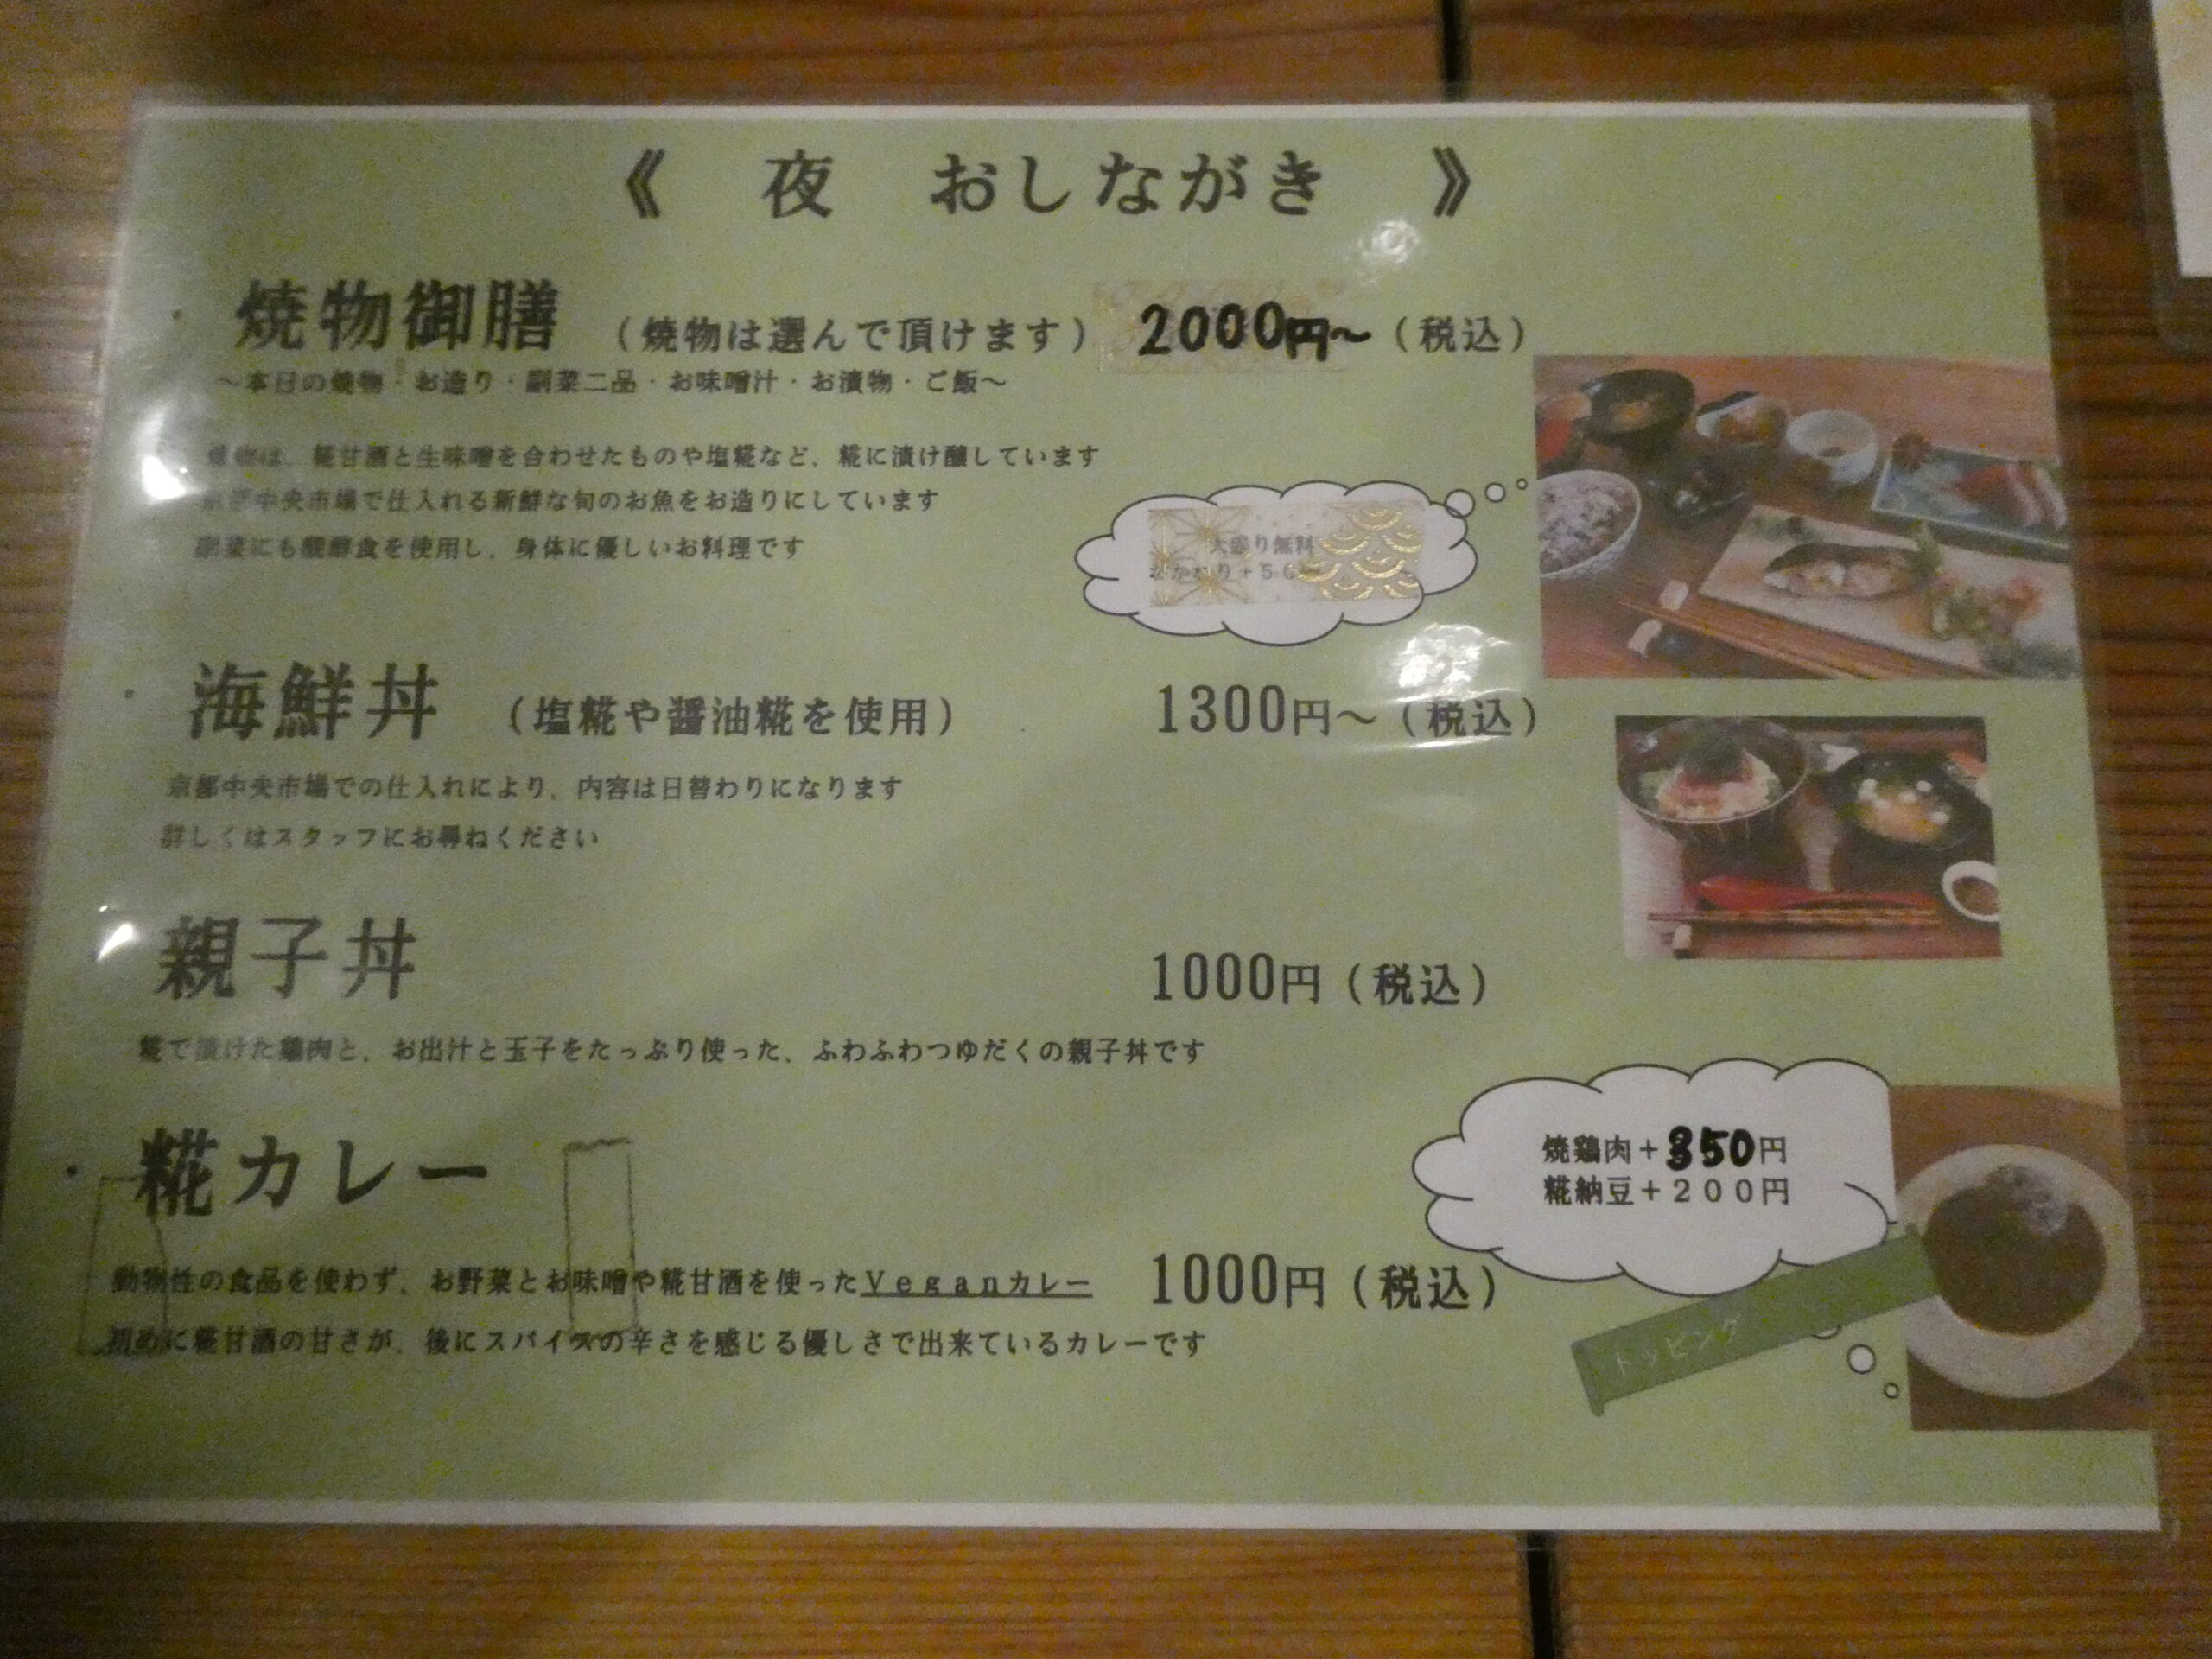 《 夜 おしながき 》
焼物御膳 (焼物は選んで頂けます) 2000円～(税込)
～本日の焼物・お造り・副菜二品・お味噌汁・お漬物・ご飯～
焼物は、糀甘酒と生味噌を合わせたものや塩糀など、糀に漬け醸しています
京都中央市場で仕入れる新鮮な旬のお魚をお造りにしています
副菜にも醗酵食を使用し、身体に優しいお料理です
大盛り無料
おかわり+50
海鮮丼 (塩糀や醤油糀を使用) 1300円～(税込)
京都中央市場での仕入れにより、内容は日替わりになります
詳しくはスタッフにお尋ねください
親子丼 1000円(税込)
糀で漬けた鶏肉と、お出汁と玉子をたっぷり使った、ふわふわつゆだくの親子丼です
糀カレー
焼鶏肉+350円
糀納豆+200円
動物性の食品を使わず、お野菜とお味噌や糀甘酒を使ったVeganカレー 1000円(税込)
初めに糀甘酒の甘さが、後にスパイスの辛さを感じる優しさで出来ているカレーです
トッピング